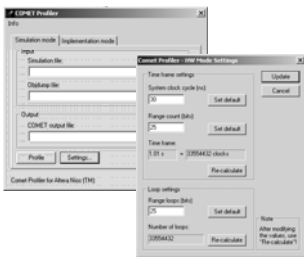 COMET Profiler
Info
Simulation mode
Implementation mode
Input
Simulation file:
Objdump file:
Output
COMET output file:
Profile
Settings...
Comet Profiler for Altera Nios (TM)
Comet Profiler - HW Mode Settings
Time frame settings
System clock cycle (ns)
30
Set default
Range count (bits)
25
Set default
Time frame:
1.01 s = 33554432 clocks
Re-calculate
Loop settings
Range loops (bits)
25
Set default
Number of loops:
33554432
Re-calculate
Update
Cancel
Note
After modifying
the values, use
"Re-calculate"!